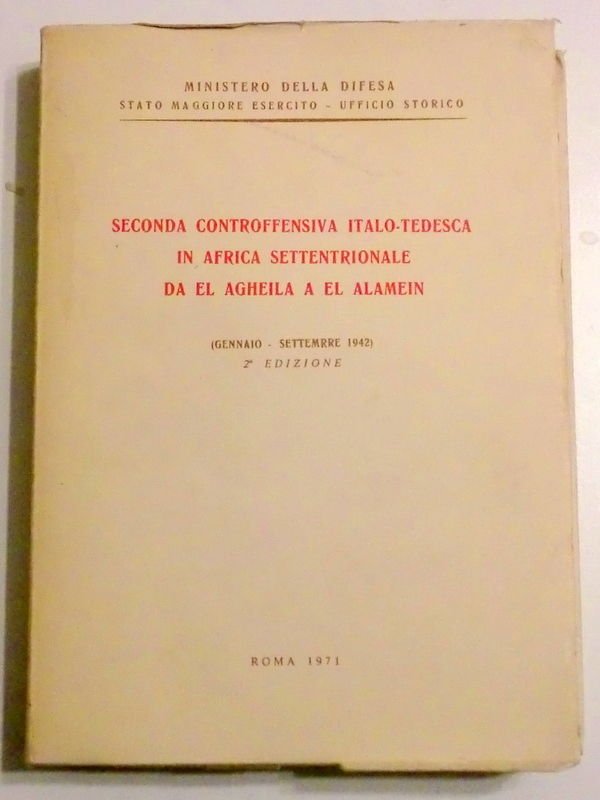 MINISTERO DELLA DIFESA
STATO MAGGIORE ESERCITO - UFFICIO STORICO
SECONDA CONTROFFENSIVA ITALO-TEDESCA
IN AFRICA SETTENTRIONALE
DA EL AGHEILA A EL ALAMEIN
(GENNAIO - SETTEMRRE 1942)
2ª EDIZIONE
ROMA 1971